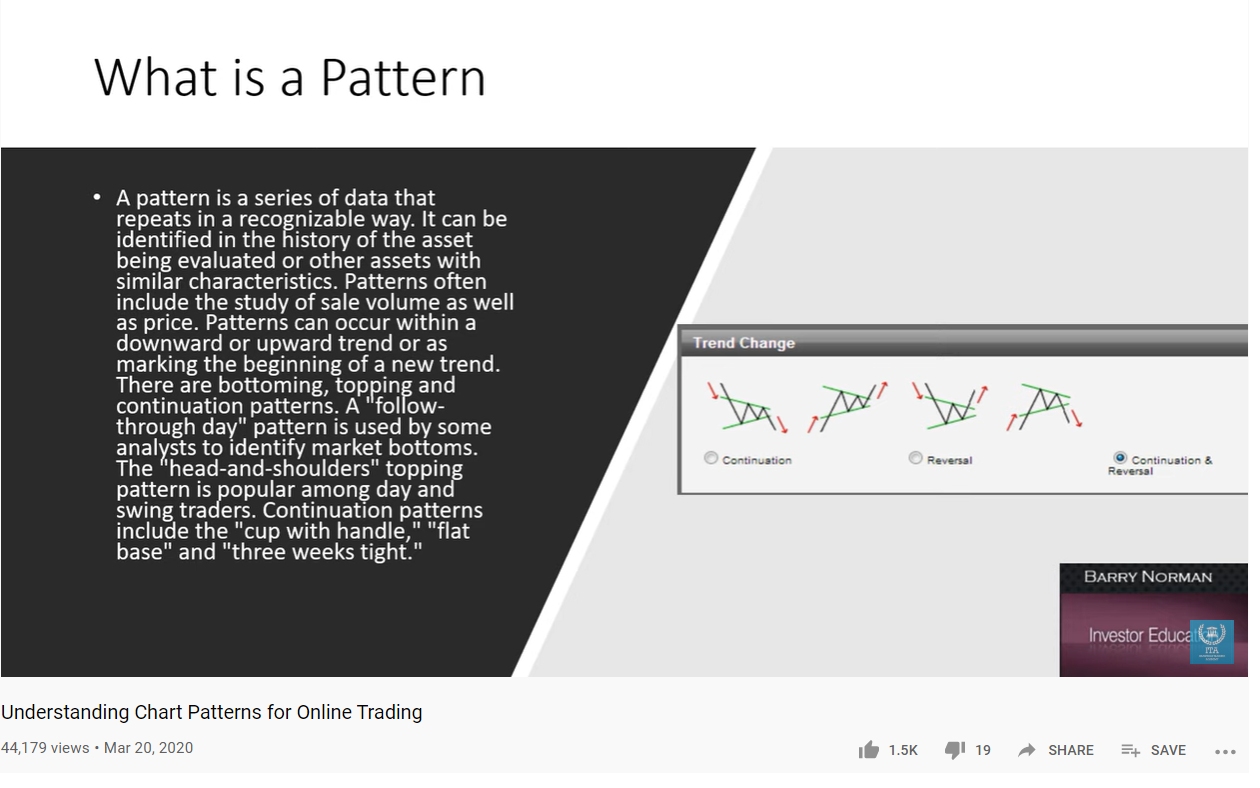 What is a Pattern
• A pattern is a series of data that
repeats in a recognizable way. It can be
identified in the history of the asset
being evaluated or other assets with
similar characteristics. Patterns often
include the study of sale volume as well
as price. Patterns can occur within a
downward or upward trend or as
marking the beginning of a new trend.
There are bottoming, topping and
continuation patterns. A "follow-
through day" pattern is used by some
analysts to identify market bottoms.
The "head-and-shoulders" topping
pattern is popular among day and
swing traders. Continuation patterns
include the "cup with handle," "flat
base" and "three weeks tight."
Trend Change
Continuation
Reversal
Continuation &
Reversal
BARRY NORMAN
Investor Educat
ITA
Understanding Chart Patterns for Online Trading
44,179 views • Mar 20, 2020
1.5K 19 SHARE SAVE